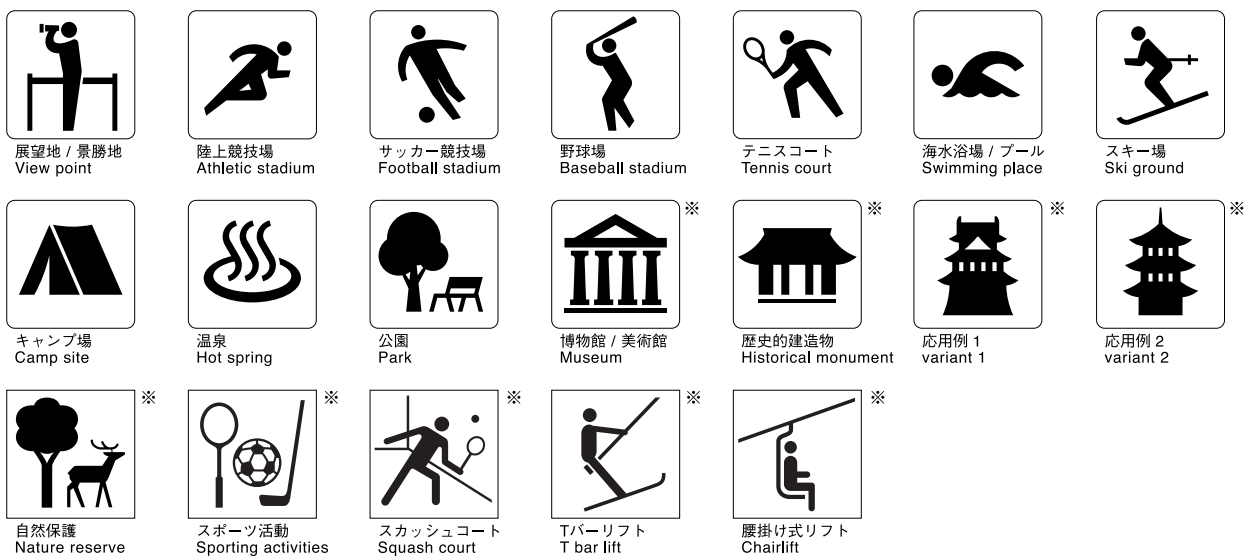 展望地 / 景勝地
View point
陸上競技場
Athletic stadium
サッカー競技場
Football stadium
野球場
Baseball stadium
テニスコート
Tennis court
海水浴場 / プール
Swimming place
スキー場
Ski ground
キャンプ場
Camp site
温泉
Hot spring
公園
Park
※
博物館 / 美術館
Museum
※
歴史的建造物
Historical monument
※
応用例 1
variant 1
※
応用例 2
variant 2
※
自然保護
Nature reserve
※
スポーツ活動
Sporting activities
※
スカッシュコート
Squash court
※
Tバーリフト
T bar lift
※
腰掛け式リフト
Chairlift